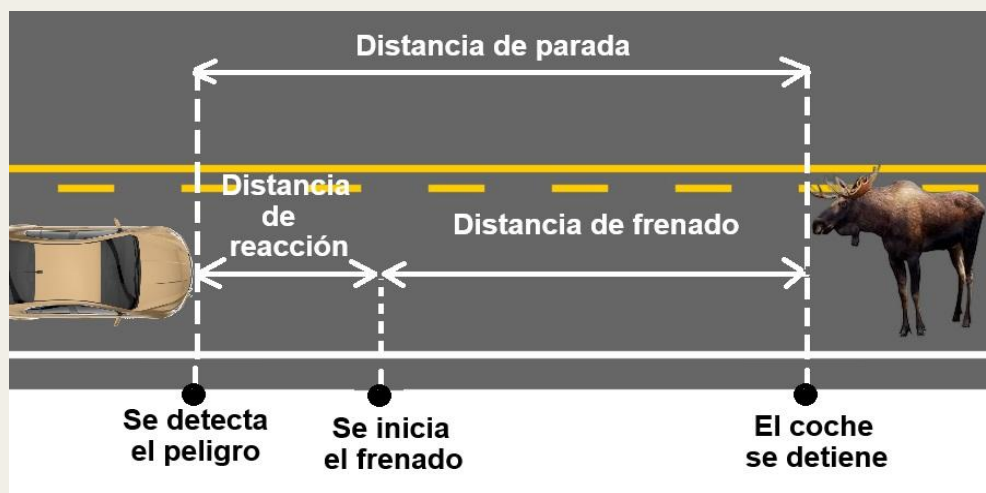 Distancia de parada
Distancia
de
reacción
Distancia de frenado
Se detecta
el peligro
Se inicia
el frenado
El coche
se detiene